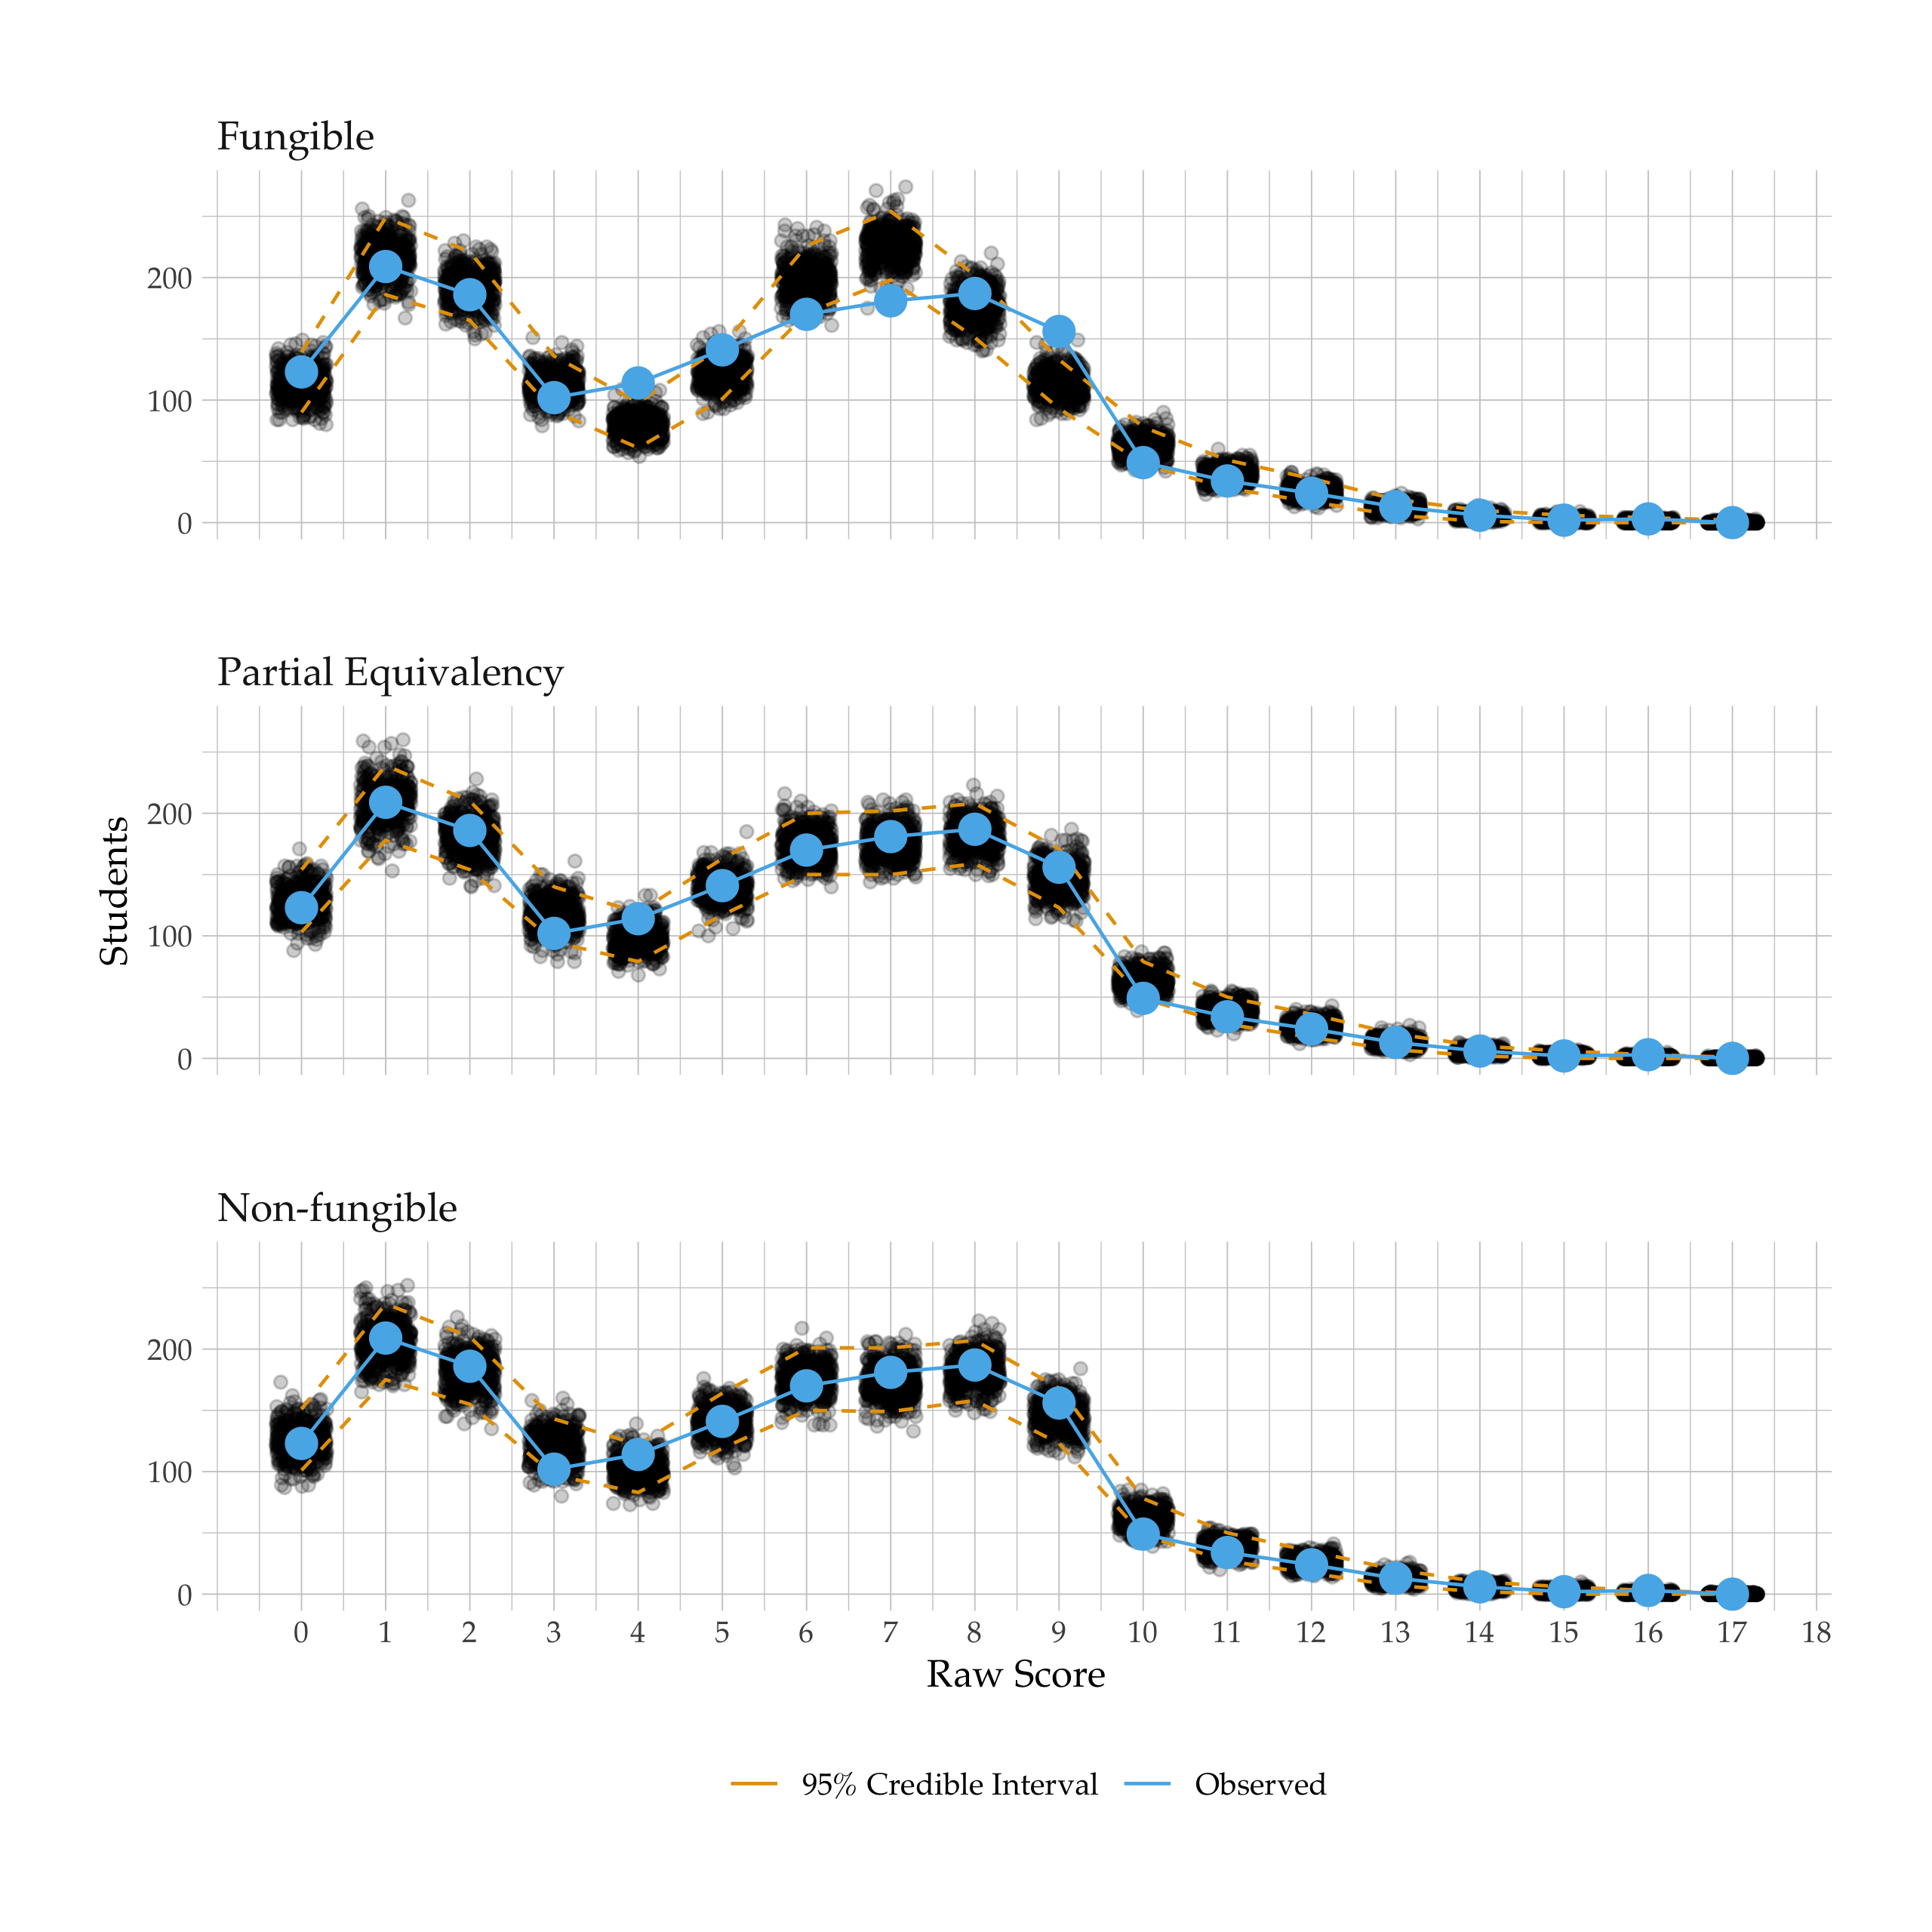 Fungible
200
100
0
Partial Equivalency
200
100
0
Students
Non-fungible
200
100
0
0 1 2 3 4 5 6 7 8 9 10 11 12 13 14 15 16 17 18
Raw Score
95% Credible Interval Observed